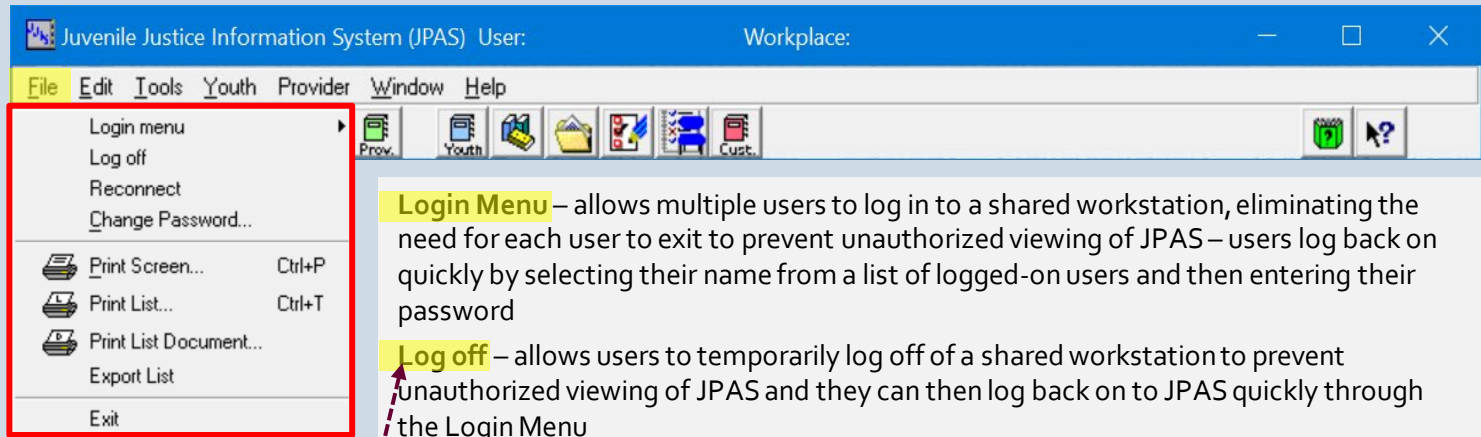 Juvenile Justice Information System (JPAS) User: Workplace:
File Edit Tools Youth Provider Window Help
Prov. Youth Cust.
Login menu
Log off
Reconnect
Change Password...
Print Screen... Ctrl+P
Print List... Ctrl+T
Print List Document...
Export List
Exit
Login Menu – allows multiple users to log in to a shared workstation, eliminating the
need for each user to exit to prevent unauthorized viewing of JPAS – users log back on
quickly by selecting their name from a list of logged-on users and then entering their
password
Log off – allows users to temporarily log off of a shared workstation to prevent
unauthorized viewing of JPAS and they can then log back on to JPAS quickly through
the Login Menu